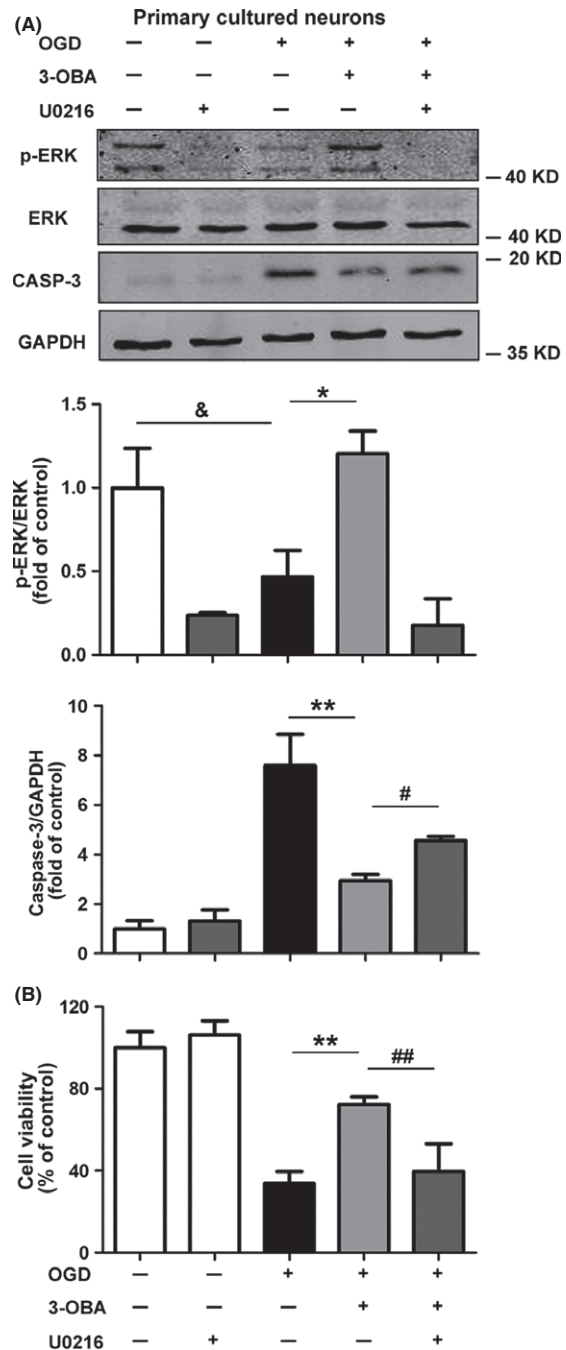 (A) Primary cultured neurons
OGD — — + + +
3-OBA — — — + +
U0216 — + — — +
p-ERK — 40 KD
ERK — 40 KD
CASP-3 — 20 KD
GAPDH — 35 KD
p-ERK/ERK
(fold of control)
1.5
1.0
0.5
0.0
& *
Caspase-3/GAPDH
(fold of control)
10
8
6
4
2
0
** #
(B)
Cell viability
(% of control)
120
80
40
0
** ##
OGD — — + + +
3-OBA — — — + +
U0216 — + — — +